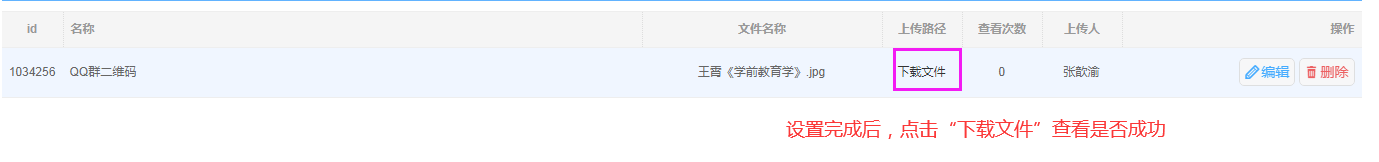 id 名称 文件名称 上传路径 查看次数 上传人 操作
1034256 QQ群二维码 王霄《学前教育学》.jpg 下载文件 0 张歆渝 编辑 删除
设置完成后，点击“下载文件”查看是否成功